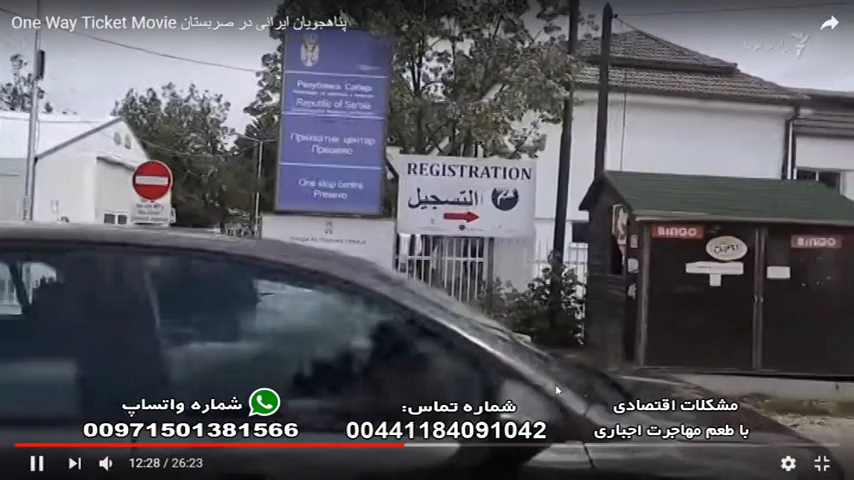 One Way Ticket Movie پناهجویان ایرانی در صربستان
Република Србија
Republic of Serbia
Прихватни центар
Прешево
One stop centre
Presevo
REGISTRATION
التسجيل
BINGO
BINGO
شماره واتساپ
00971501381566
شماره تماس:
00441184091042
مشکلات اقتصادی
با طعم مهاجرت اجباری
12:28 / 26:23